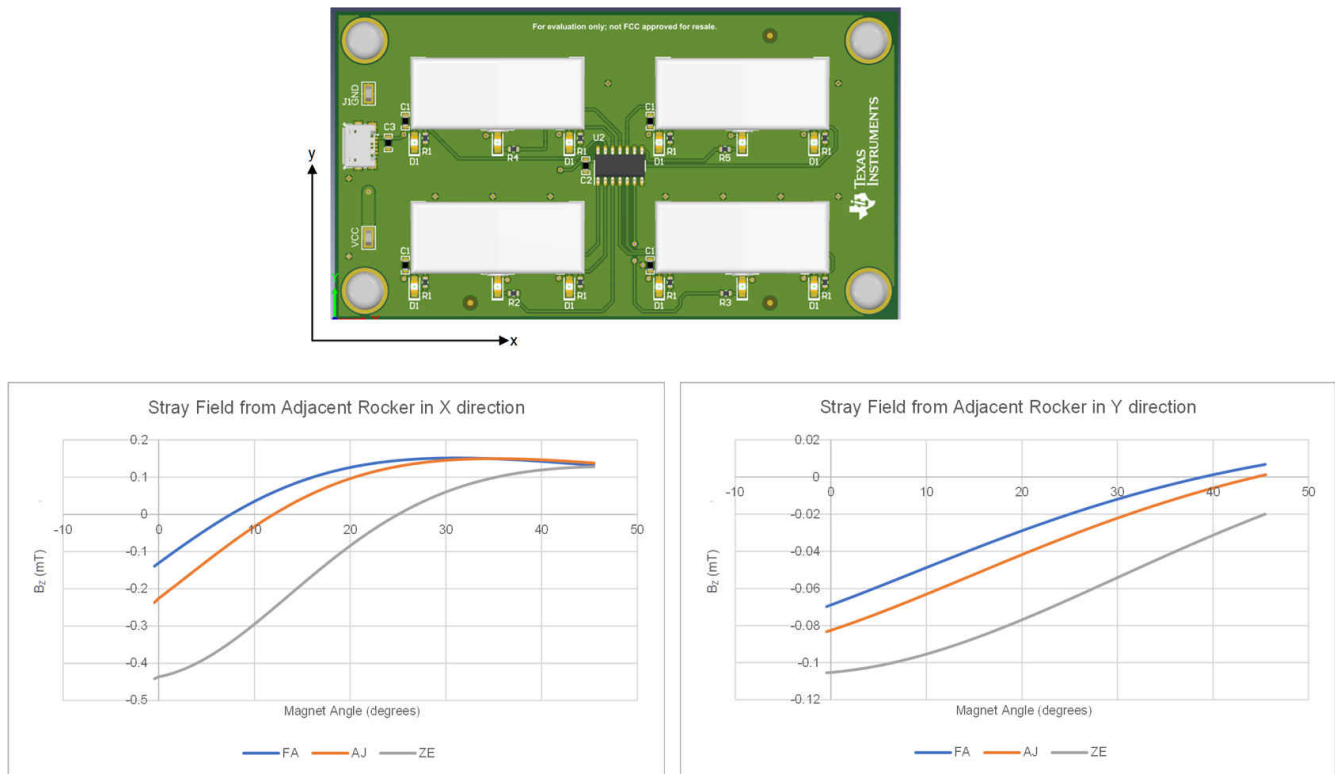 For evaluation only; not FCC approved for resale.
J1
GND
C3
C1
R1
D1
R4
D1
R1
U2
C2
C1
R1
D1
R5
D1
R1
TEXAS
INSTRUMENTS
VCC
C1
R1
D1
R2
D1
R1
C1
R1
D1
R3
D1
R1
y
x
Y
Stray Field from Adjacent Rocker in X direction
0.2
0.1
0
-0.1
-0.2
-0.3
-0.4
-0.5
-10
0
10
20
30
40
50
Bz (mT)
Magnet Angle (degrees)
FA
AJ
ZE
Stray Field from Adjacent Rocker in Y direction
0.02
0
-0.02
-0.04
-0.06
-0.08
-0.1
-0.12
-10
0
10
20
30
40
50
Bz (mT)
Magnet Angle (degrees)
FA
AJ
ZE